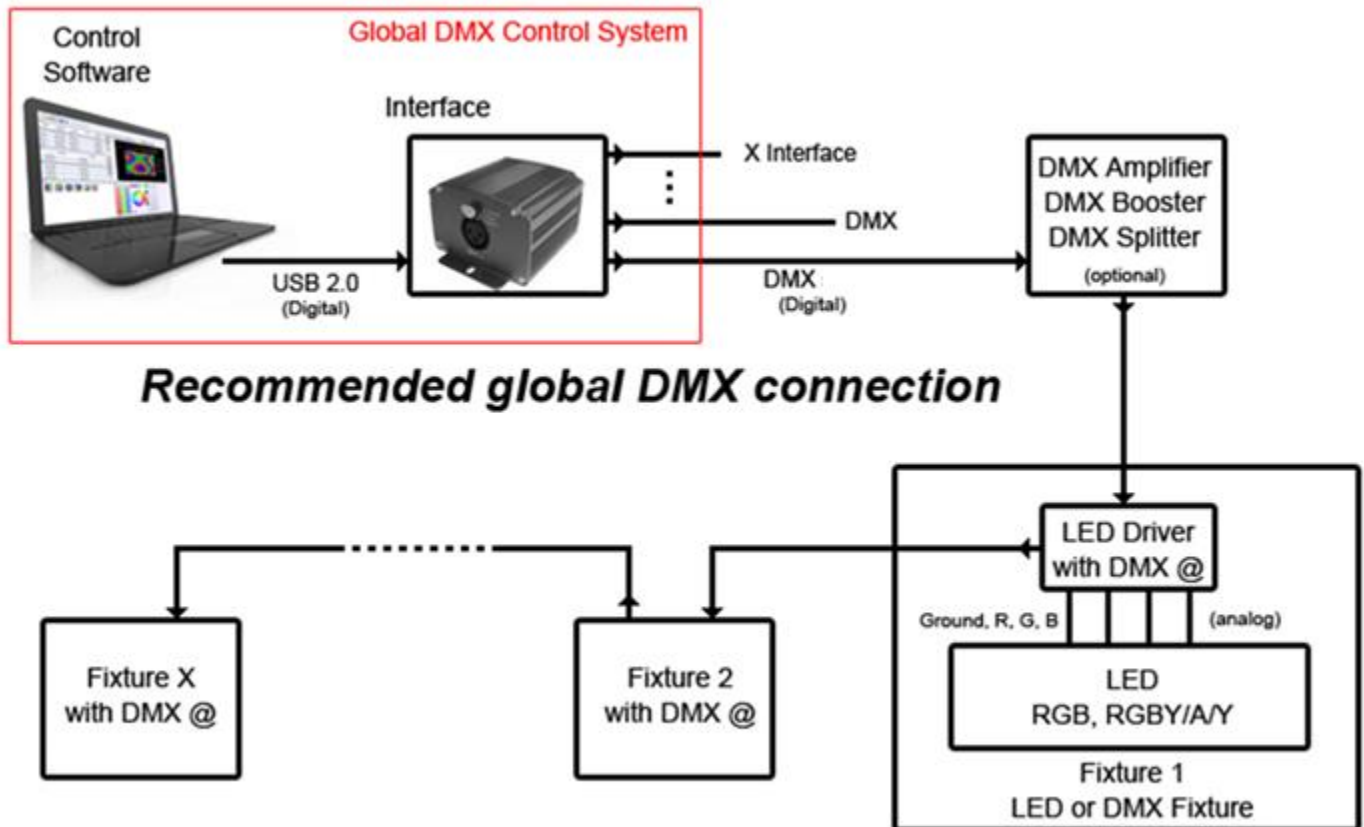 Control
Software
Global DMX Control System
Interface
X Interface
DMX
USB 2.0
(Digital)
DMX
(Digital)
DMX Amplifier
DMX Booster
DMX Splitter
(optional)
Recommended global DMX connection
LED Driver
with DMX @
Ground, R, G, B
(analog)
LED
RGB, RGBY/A/Y
Fixture 1
LED or DMX Fixture
Fixture 2
with DMX @
Fixture X
with DMX @